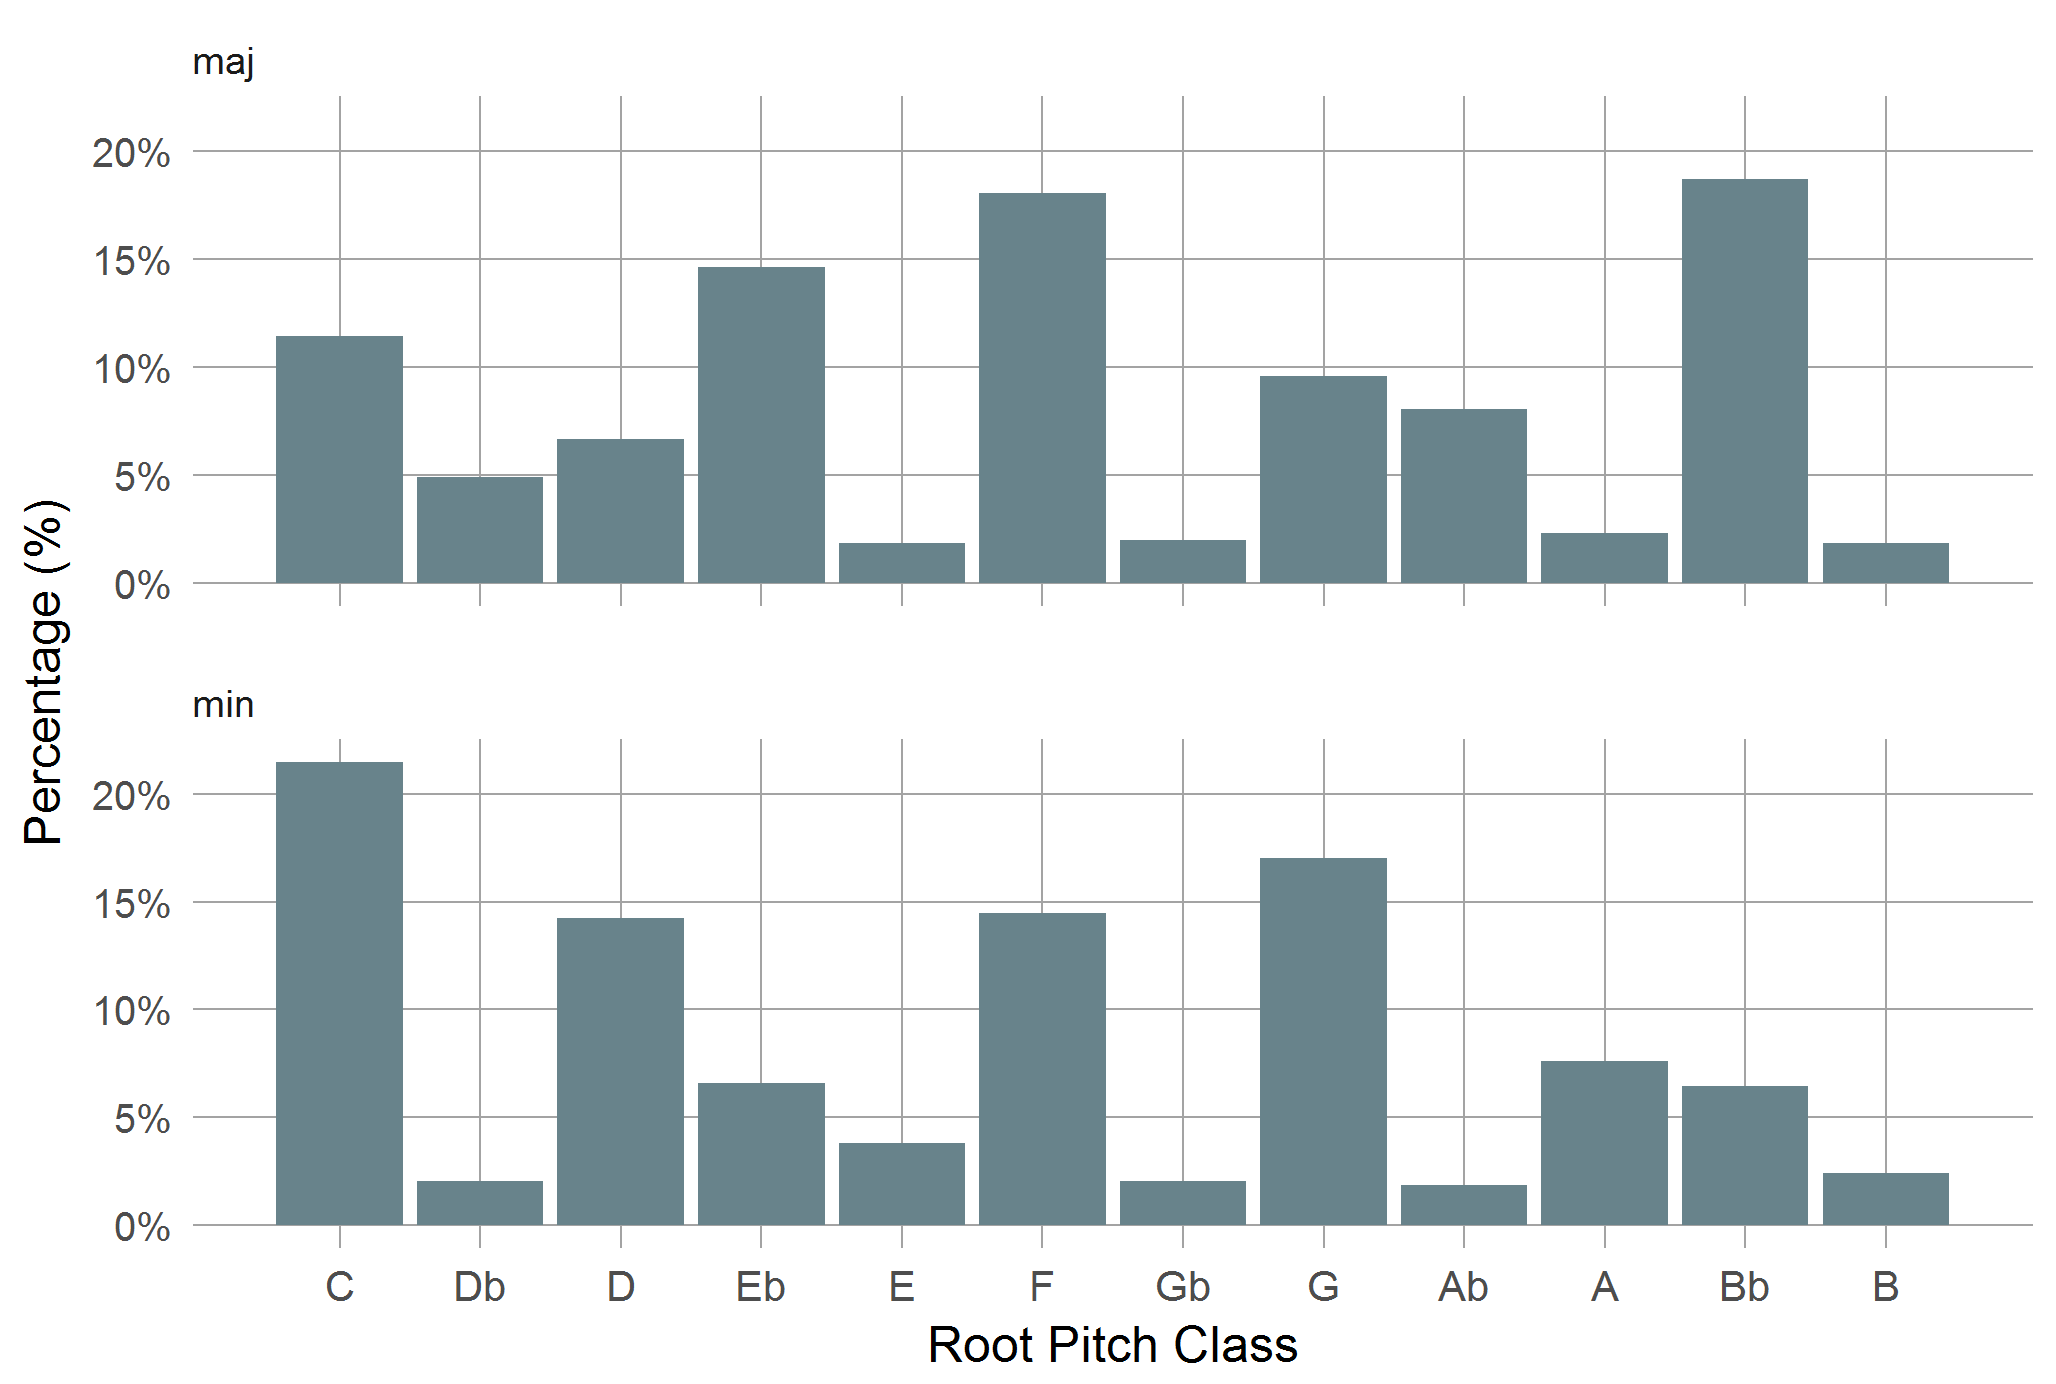 maj
20%
15%
10%
5%
0%
Percentage (%)
min
20%
15%
10%
5%
0%
C Db D Eb E F Gb G Ab A Bb B
Root Pitch Class